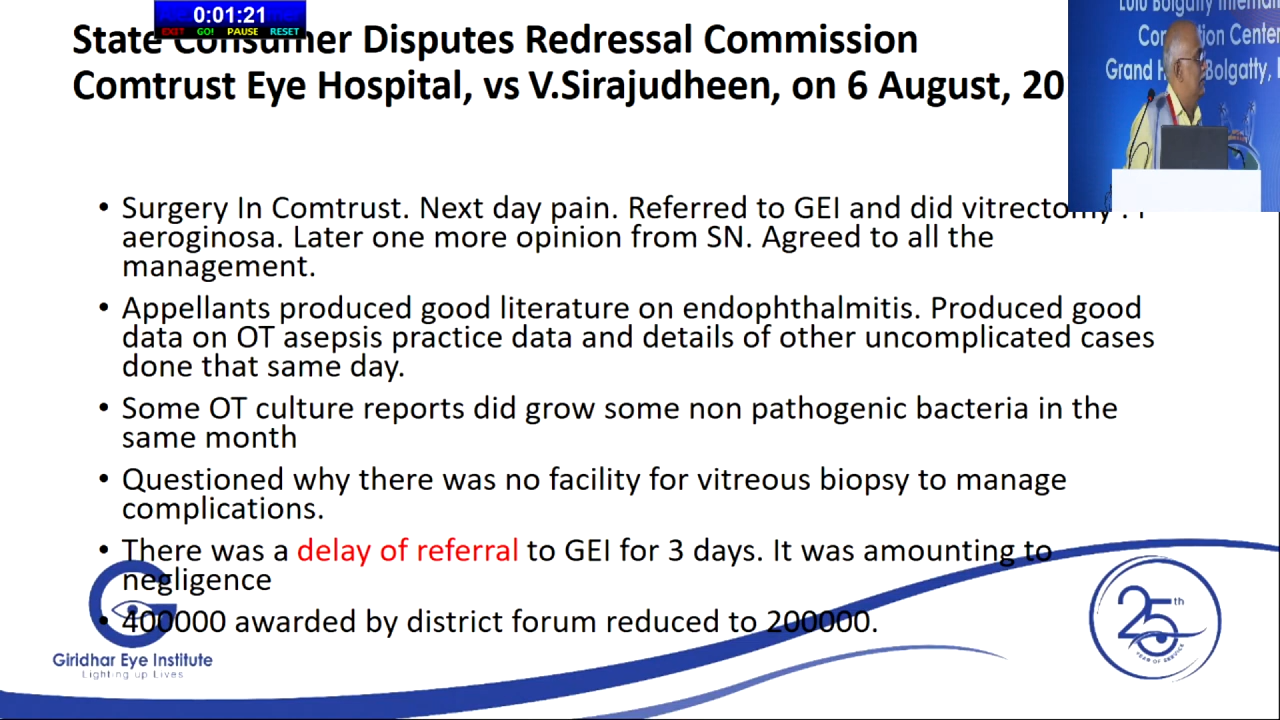 0:01:21
EXIT GO! PAUSE RESET
State Consumer Disputes Redressal Commission
Comtrust Eye Hospital, vs V.Sirajudheen, on 6 August, 20
Lulu Bolgatty
Center
Grand Bolgatty,
• Surgery In Comtrust. Next day pain. Referred to GEI and did vitrectomy .
aeroginosa. Later one more opinion from SN. Agreed to all the
management.
• Appellants produced good literature on endophthalmitis. Produced good
data on OT asepsis practice data and details of other uncomplicated cases
done that same day.
• Some OT culture reports did grow some non pathogenic bacteria in the
same month
• Questioned why there was no facility for vitreous biopsy to manage
complications.
• There was a delay of referral to GEI for 3 days. It was amounting to
negligence
• 400000 awarded by district forum reduced to 200000.
Giridhar Eye Institute
Lighting up Lives
25th
YEAR OF SERVICE